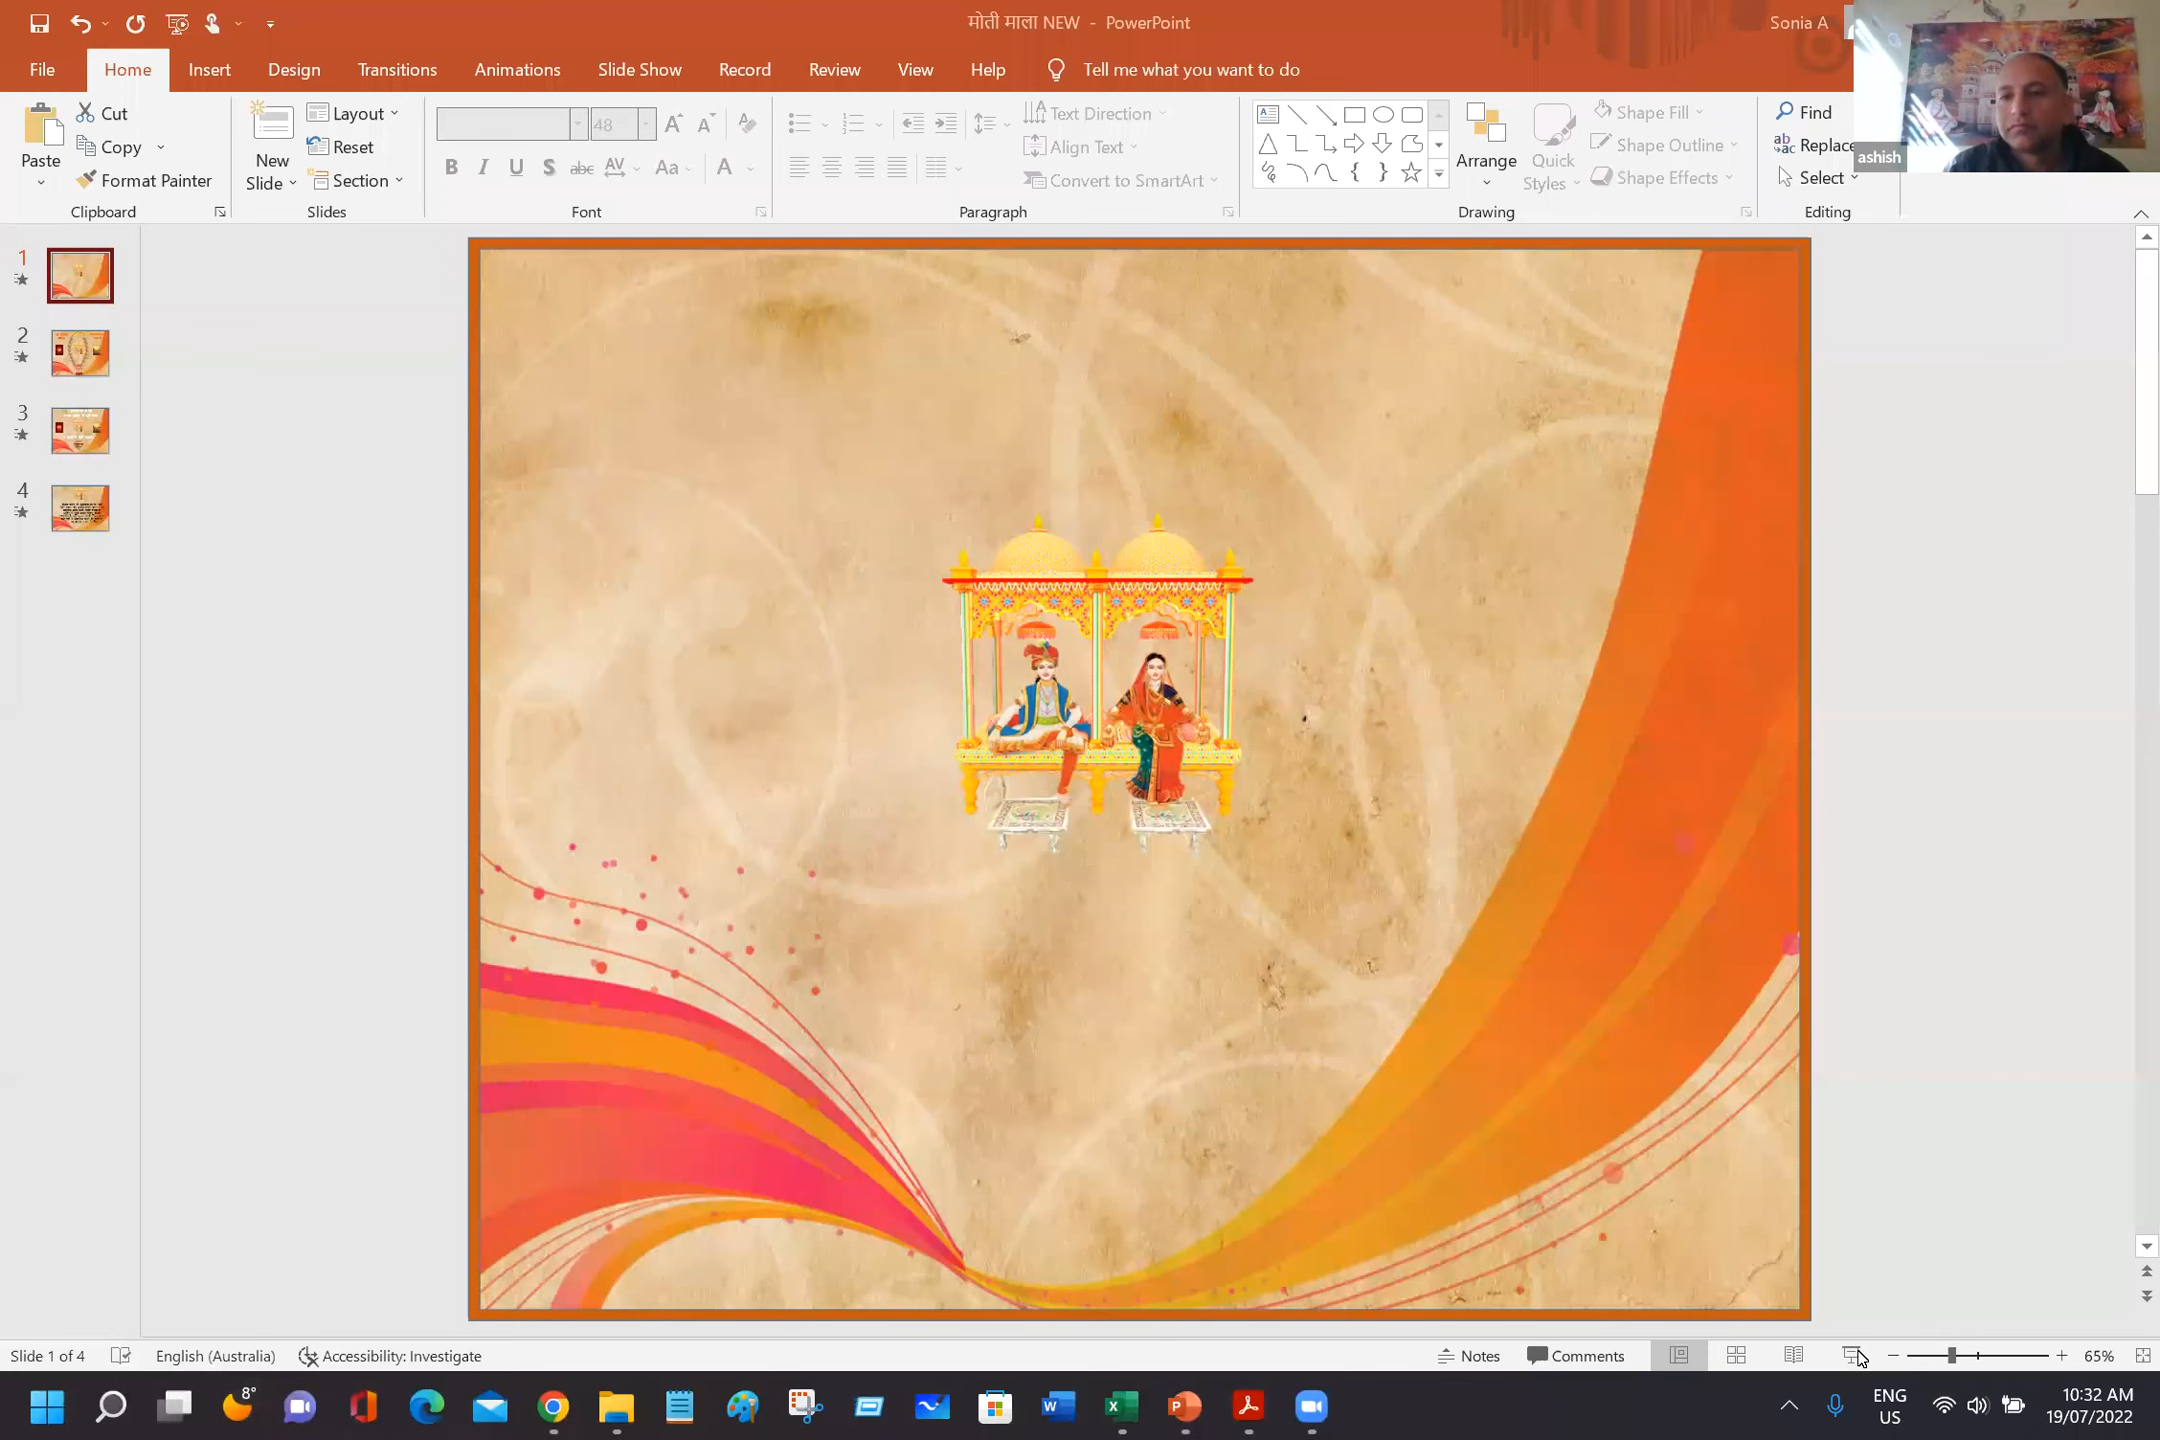 मोती माला NEW - PowerPoint
Sonia A
File Home Insert Design Transitions Animations Slide Show Record Review View Help Tell me what you want to do
Paste
Cut
Copy
Format Painter
Clipboard
New
Slide
Layout
Reset
Section
Slides
48
B I U S abc AV Aa A
Font
Text Direction
Align Text
Convert to SmartArt
Paragraph
Arrange
Quick
Styles
Shape Fill
Shape Outline
Shape Effects
Drawing
Find
Replace
Select
Editing
ashish
1
2
3
4
Slide 1 of 4 English (Australia) Accessibility: Investigate Notes Comments 65%
8°
ENG
US
10:32 AM
19/07/2022